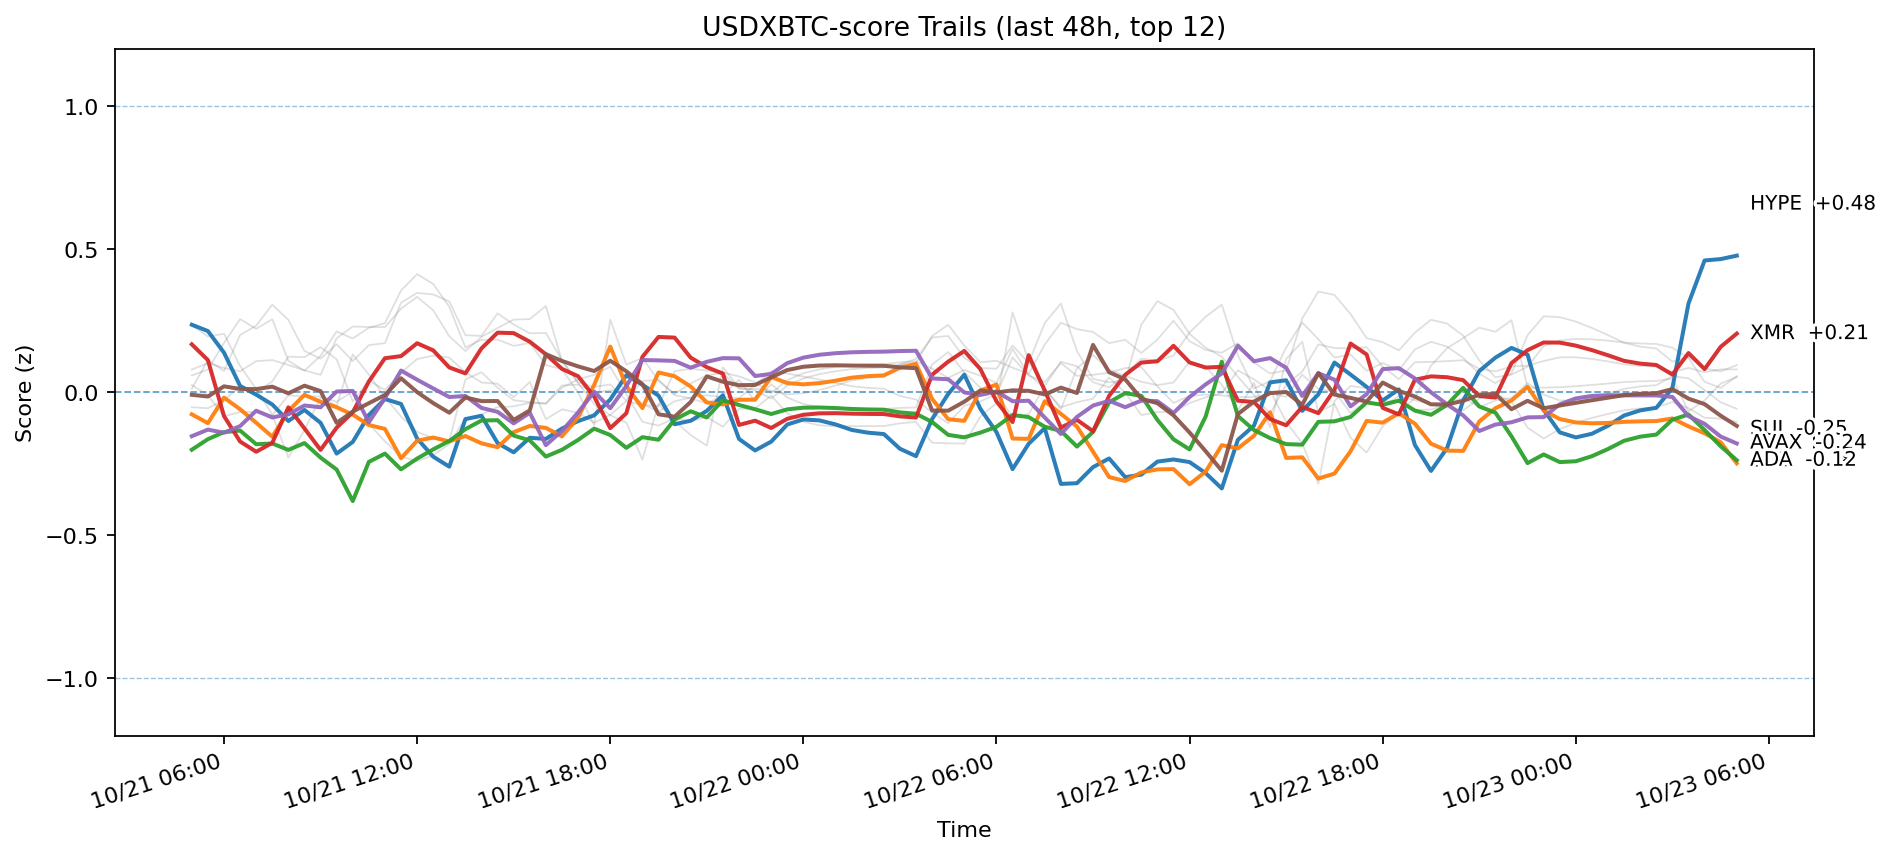 USDXBTC-score Trails (last 48h, top 12)
Score (z)
1.0
0.5
0.0
−0.5
−1.0
HYPE +0.48
XMR +0.21
-0.25
AVAX -0.24
ADA -0.12
10/21 06:00
10/21 12:00
10/21 18:00
10/22 00:00
10/22 06:00
10/22 12:00
10/22 18:00
10/23 00:00
10/23 06:00
Time